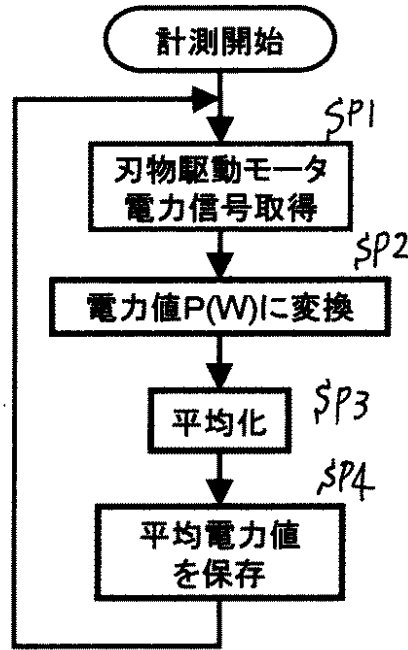 計測開始
SP1
刃物駆動モータ
電力信号取得
SP2
電力値P(W)に変換
SP3
平均化
SP4
平均電力値
を保存